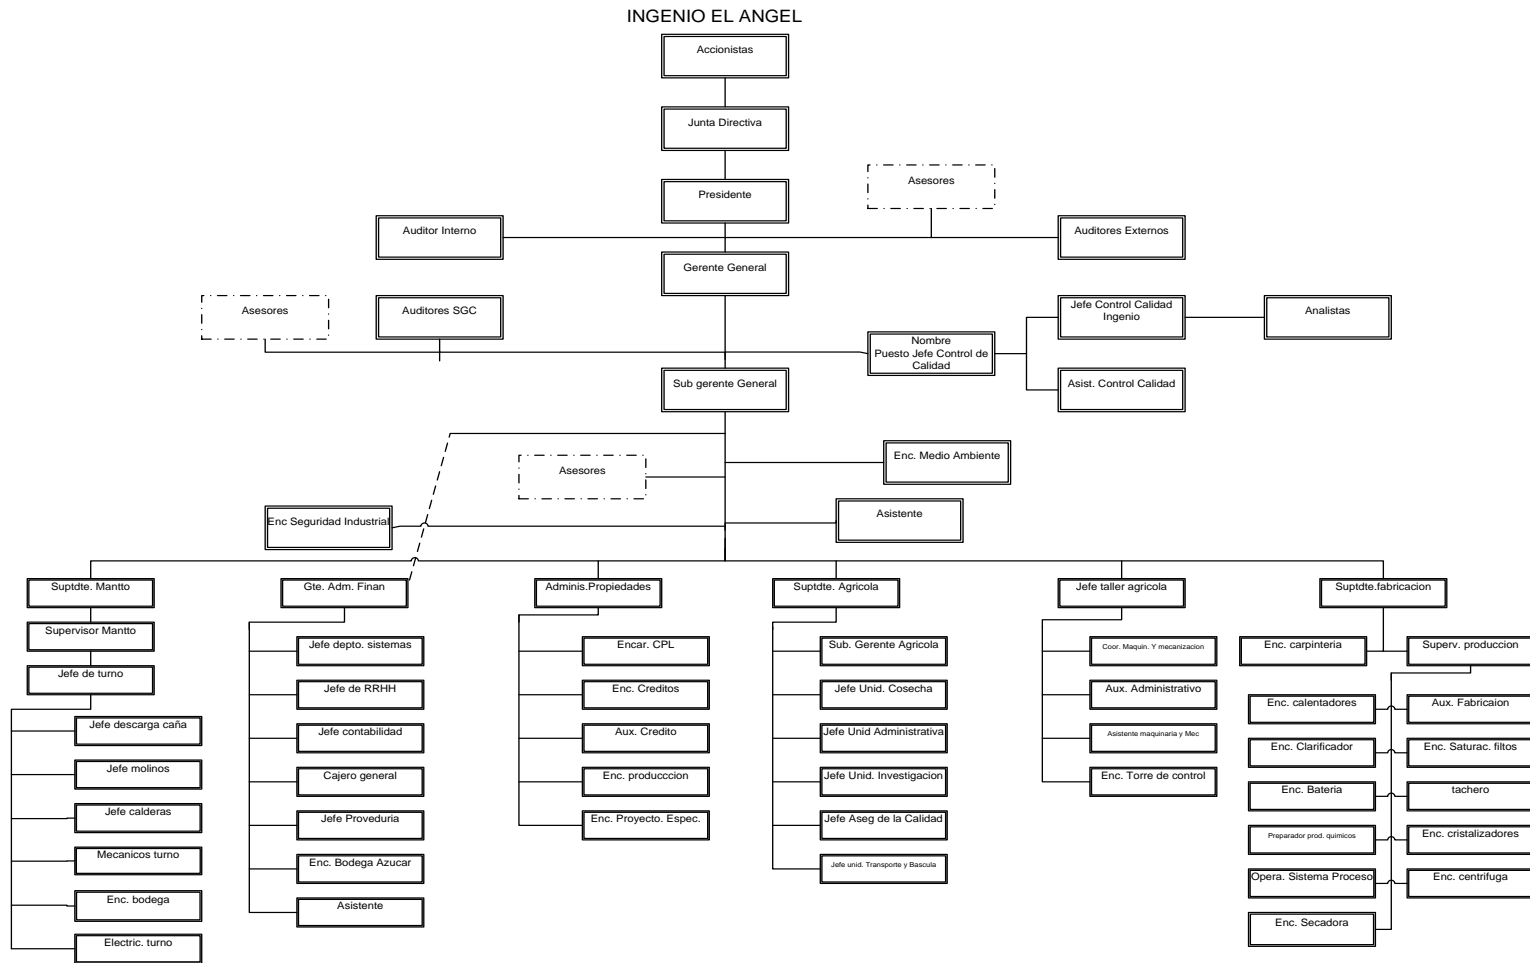 INGENIO EL ANGEL
Accionistas
Junta Directiva
Presidente
Asesores
Auditor Interno
Auditores Externos
Gerente General
Asesores
Auditores SGC
Jefe Control Calidad
Ingenio
Analistas
Nombre
Puesto Jefe Control de
Calidad
Sub gerente General
Asist. Control Calidad
Enc. Medio Ambiente
Asesores
Enc Seguridad Industrial
Asistente
Suptdte. Mantto
Gte. Adm. Finan
Adminis.Propiedades
Suptdte. Agricola
Jefe taller agricola
Suptdte.fabricacion
Supervisor Mantto
Jefe de turno
Jefe descarga caña
Jefe molinos
Jefe calderas
Mecanicos turno
Enc. bodega
Electric. turno
Jefe depto. sistemas
Jefe de RRHH
Jefe contabilidad
Cajero general
Jefe Proveduria
Enc. Bodega Azucar
Asistente
Encar. CPL
Enc. Creditos
Aux. Credito
Enc. producccion
Enc. Proyecto. Espec.
Sub. Gerente Agricola
Jefe Unid. Cosecha
Jefe Unid Administrativa
Jefe Unid. Investigacion
Jefe Aseg de la Calidad
Jefe unid. Transporte y Bascula
Coor. Maquin. Y mecanizacion
Aux. Administrativo
Asistente maquinaria y Mec
Enc. Torre de control
Enc. carpinteria
Superv. produccion
Enc. calentadores
Aux. Fabricaion
Enc. Clarificador
Enc. Saturac. filtos
Enc. Bateria
tachero
Preparador prod. quimicos
Enc. cristalizadores
Opera. Sistema Proceso
Enc. centrifuga
Enc. Secadora